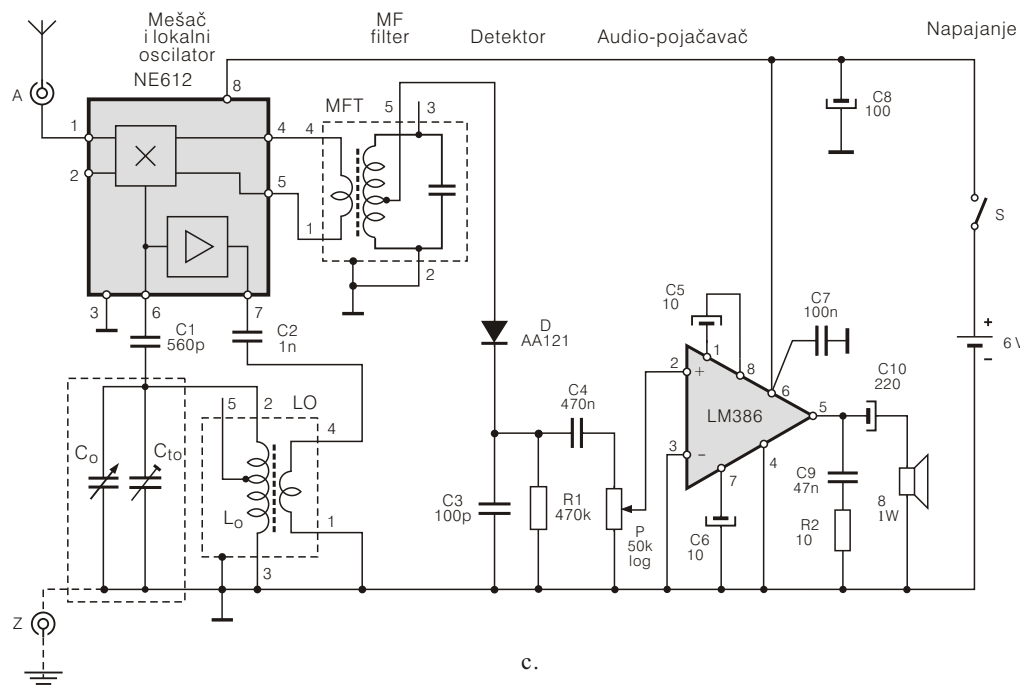 Mešač
i lokalni
oscilator
NE612
MF
filter
Detektor
Audio-pojačavač
Napajanje
A
8
1
2
4
5
3
6
7
4
1
MFT
5
3
2
C8
100
S
+
6V
−
C1
560p
C2
1n
D
AA121
C5
10
C7
100n
1
8
2
+
6
LM386
5
C10
220
3
−
4
7
C4
470n
Co
Cto
5
2
LO
4
Lo
1
3
C3
100p
R1
470k
P
50k
log
C6
10
C9
47n
R2
10
8
1W
Z
c.